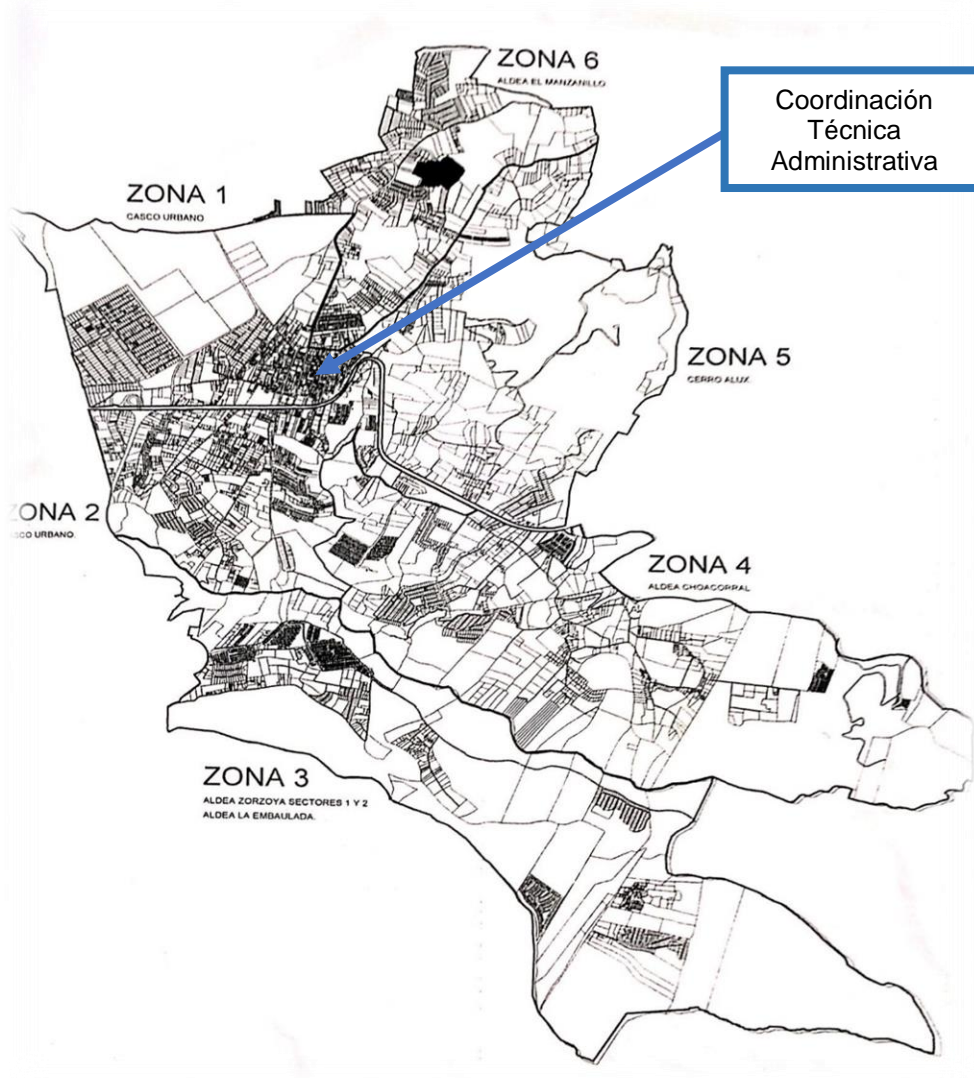 ZONA 6
ALDEA EL MANZANILLO
Coordinación
Técnica
Administrativa
ZONA 1
CASCO URBANO
ZONA 5
CERRO ALUX
ZONA 2
SCO URBANO.
ZONA 4
ALDEA CHOACORRAL
ZONA 3
ALDEA ZORZOYA SECTORES 1 Y 2
ALDEA LA EMBAULADA.